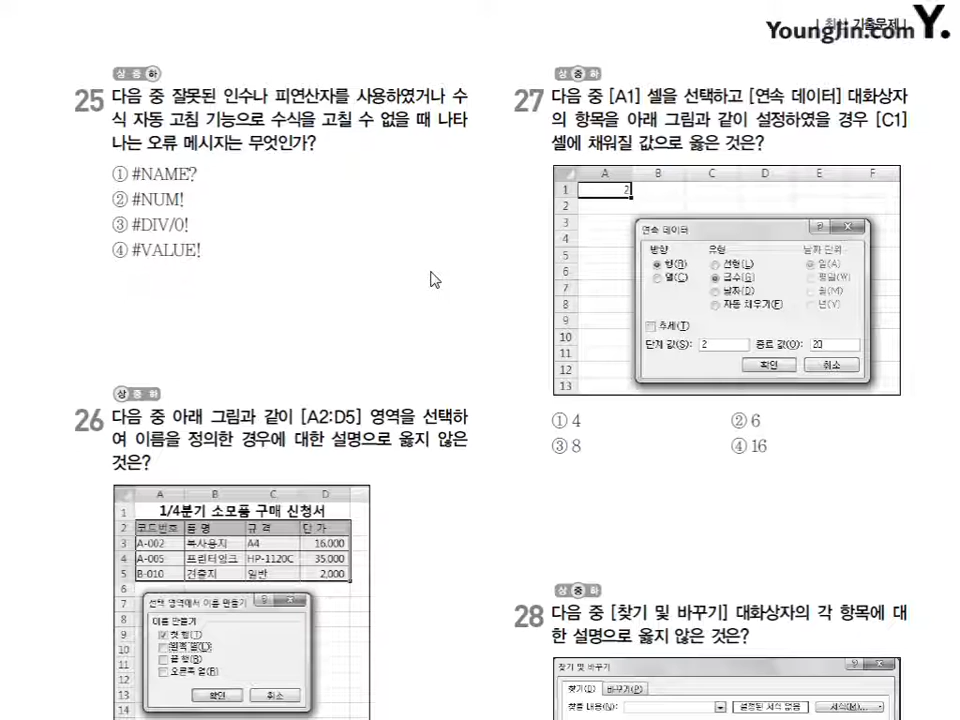 | 최신 기출문제 |
YoungJin.com Y.
상 중 하
25 다음 중 잘못된 인수나 피연산자를 사용하였거나 수
식 자동 고침 기능으로 수식을 고칠 수 없을 때 나타
나는 오류 메시지는 무엇인가?
① #NAME?
② #NUM!
③ #DIV/0!
④ #VALUE!
상 중 하
26 다음 중 아래 그림과 같이 [A2:D5] 영역을 선택하
여 이름을 정의한 경우에 대한 설명으로 옳지 않은
것은?
A B C D
1 1/4분기 소모품 구매 신청서
2 코드번호 품 명 규 격 단 가
3 A-002 복사용지 A4 16,000
4 A-005 프린터잉크 HP-1120C 35,000
5 B-010 견출지 일반 2,000
6
7 선택 영역에서 이름 만들기
8 이름 만들기
9 첫 행(T)
10 왼쪽 열(L)
11 끝 행(B)
12 오른쪽 열(R)
13 확인 취소
14
상 중 하
27 다음 중 [A1] 셀을 선택하고 [연속 데이터] 대화상자
의 항목을 아래 그림과 같이 설정하였을 경우 [C1]
셀에 채워질 값으로 옳은 것은?
A B C D E F
1 2
2
3
4
5
6
7
8
9
10
11
12
13
연속 데이터
방향 유형 날짜 단위
행(R) 선형(L) 일(A)
열(C) 급수(G) 평일(W)
날짜(D) 월(M)
자동 채우기(F) 년(Y)
추세(T)
단계 값(S): 2 종료 값(O): 20
확인 취소
① 4 ② 6
③ 8 ④ 16
상 중 하
28 다음 중 [찾기 및 바꾸기] 대화상자의 각 항목에 대
한 설명으로 옳지 않은 것은?
찾기 및 바꾸기
찾기(D) 바꾸기(P)
찾을 내용(N): 설정된 서식 없음 서식(M)...